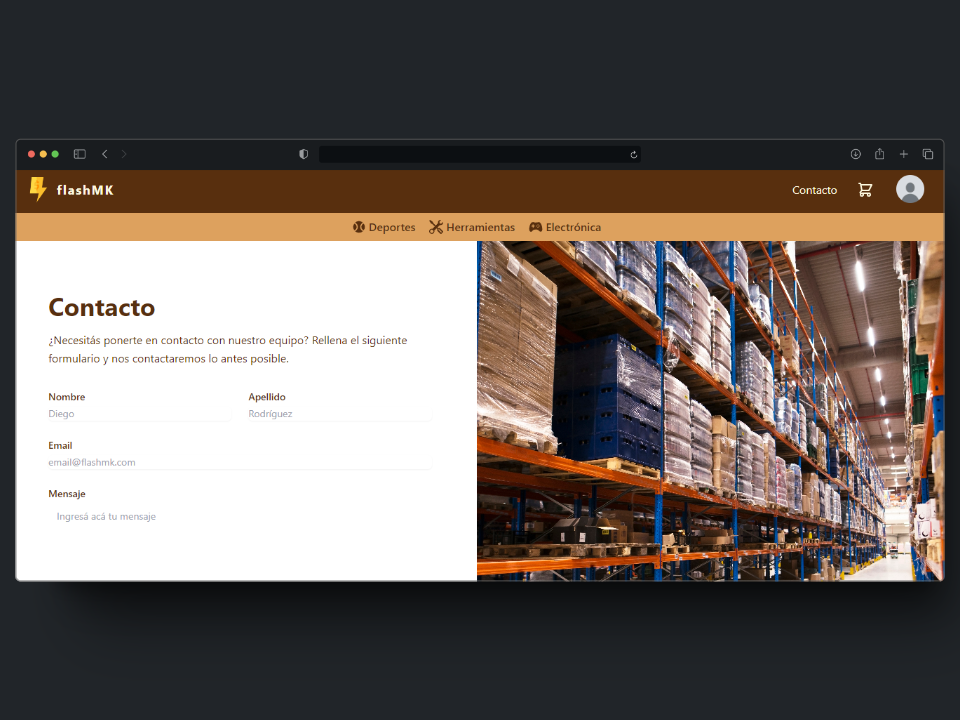 flashMK
Contacto
Deportes
Herramientas
Electrónica
Contacto
¿Necesitás ponerte en contacto con nuestro equipo? Rellena el siguiente
formulario y nos contactaremos lo antes posible.
Nombre
Apellido
Diego
Rodríguez
Email
email@flashmk.com
Mensaje
Ingresá acá tu mensaje